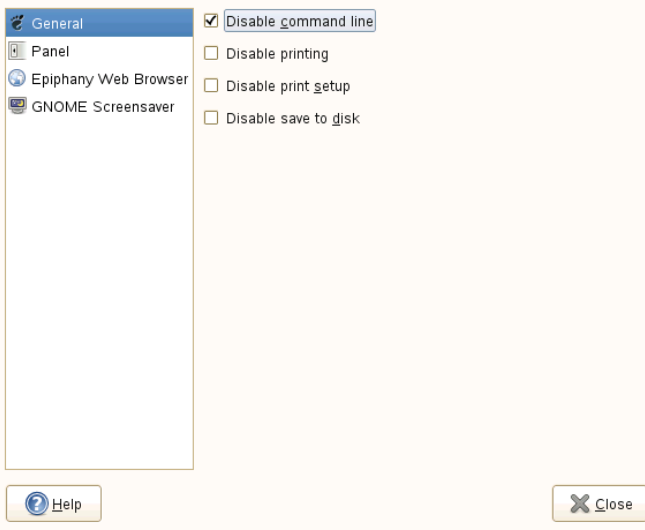 General
Panel
Epiphany Web Browser
GNOME Screensaver
Disable command line
Disable printing
Disable print setup
Disable save to disk
Help
Close